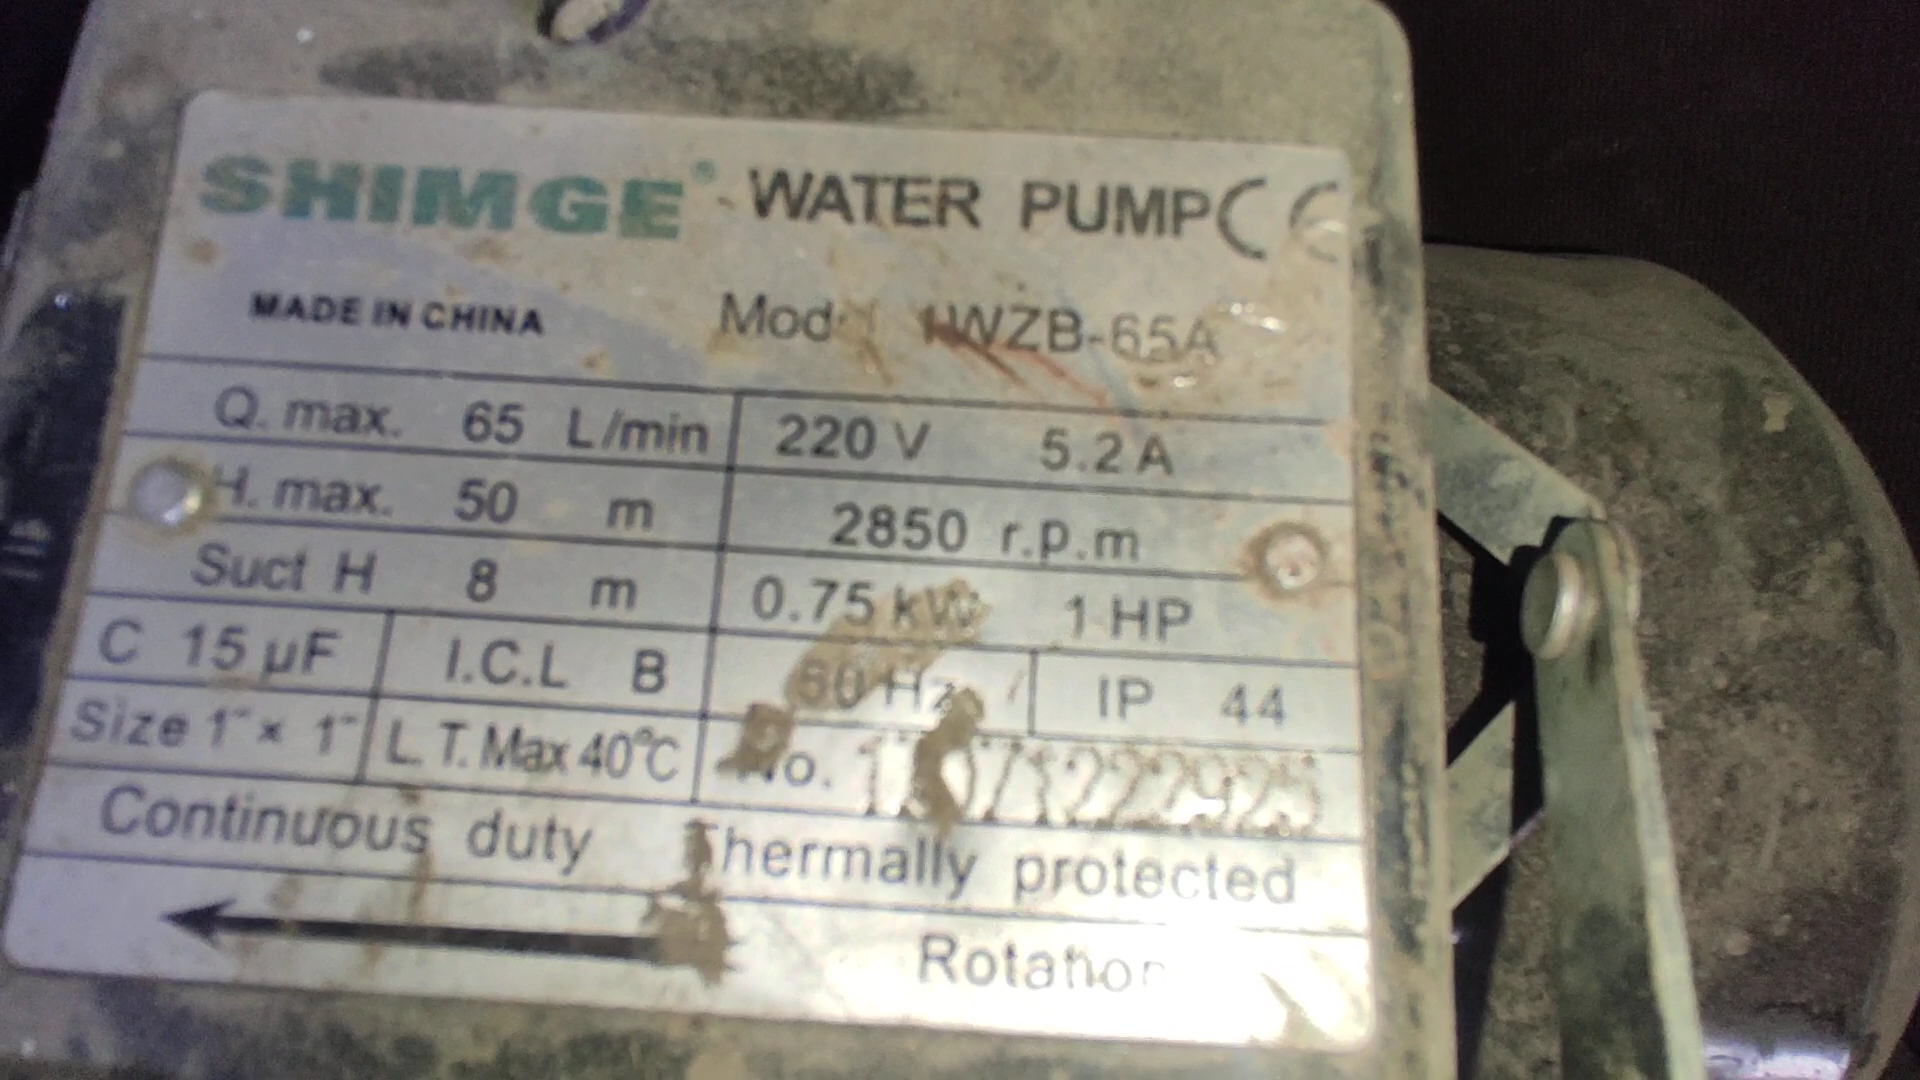 SHIMGE WATER PUMP CE
MADE IN CHINA 1WZB-65A
Q. max. 65 L/min 220 V 5.2 A
H. max. 50 m 2850 r.p.m
Suct H 8 m 0.75 kW 1 HP
C 15 µF I.C.L B Hz IP 44
Size 1" × 1" L.T. Max 40°C No.
Continuous duty Thermally protected
Rotation